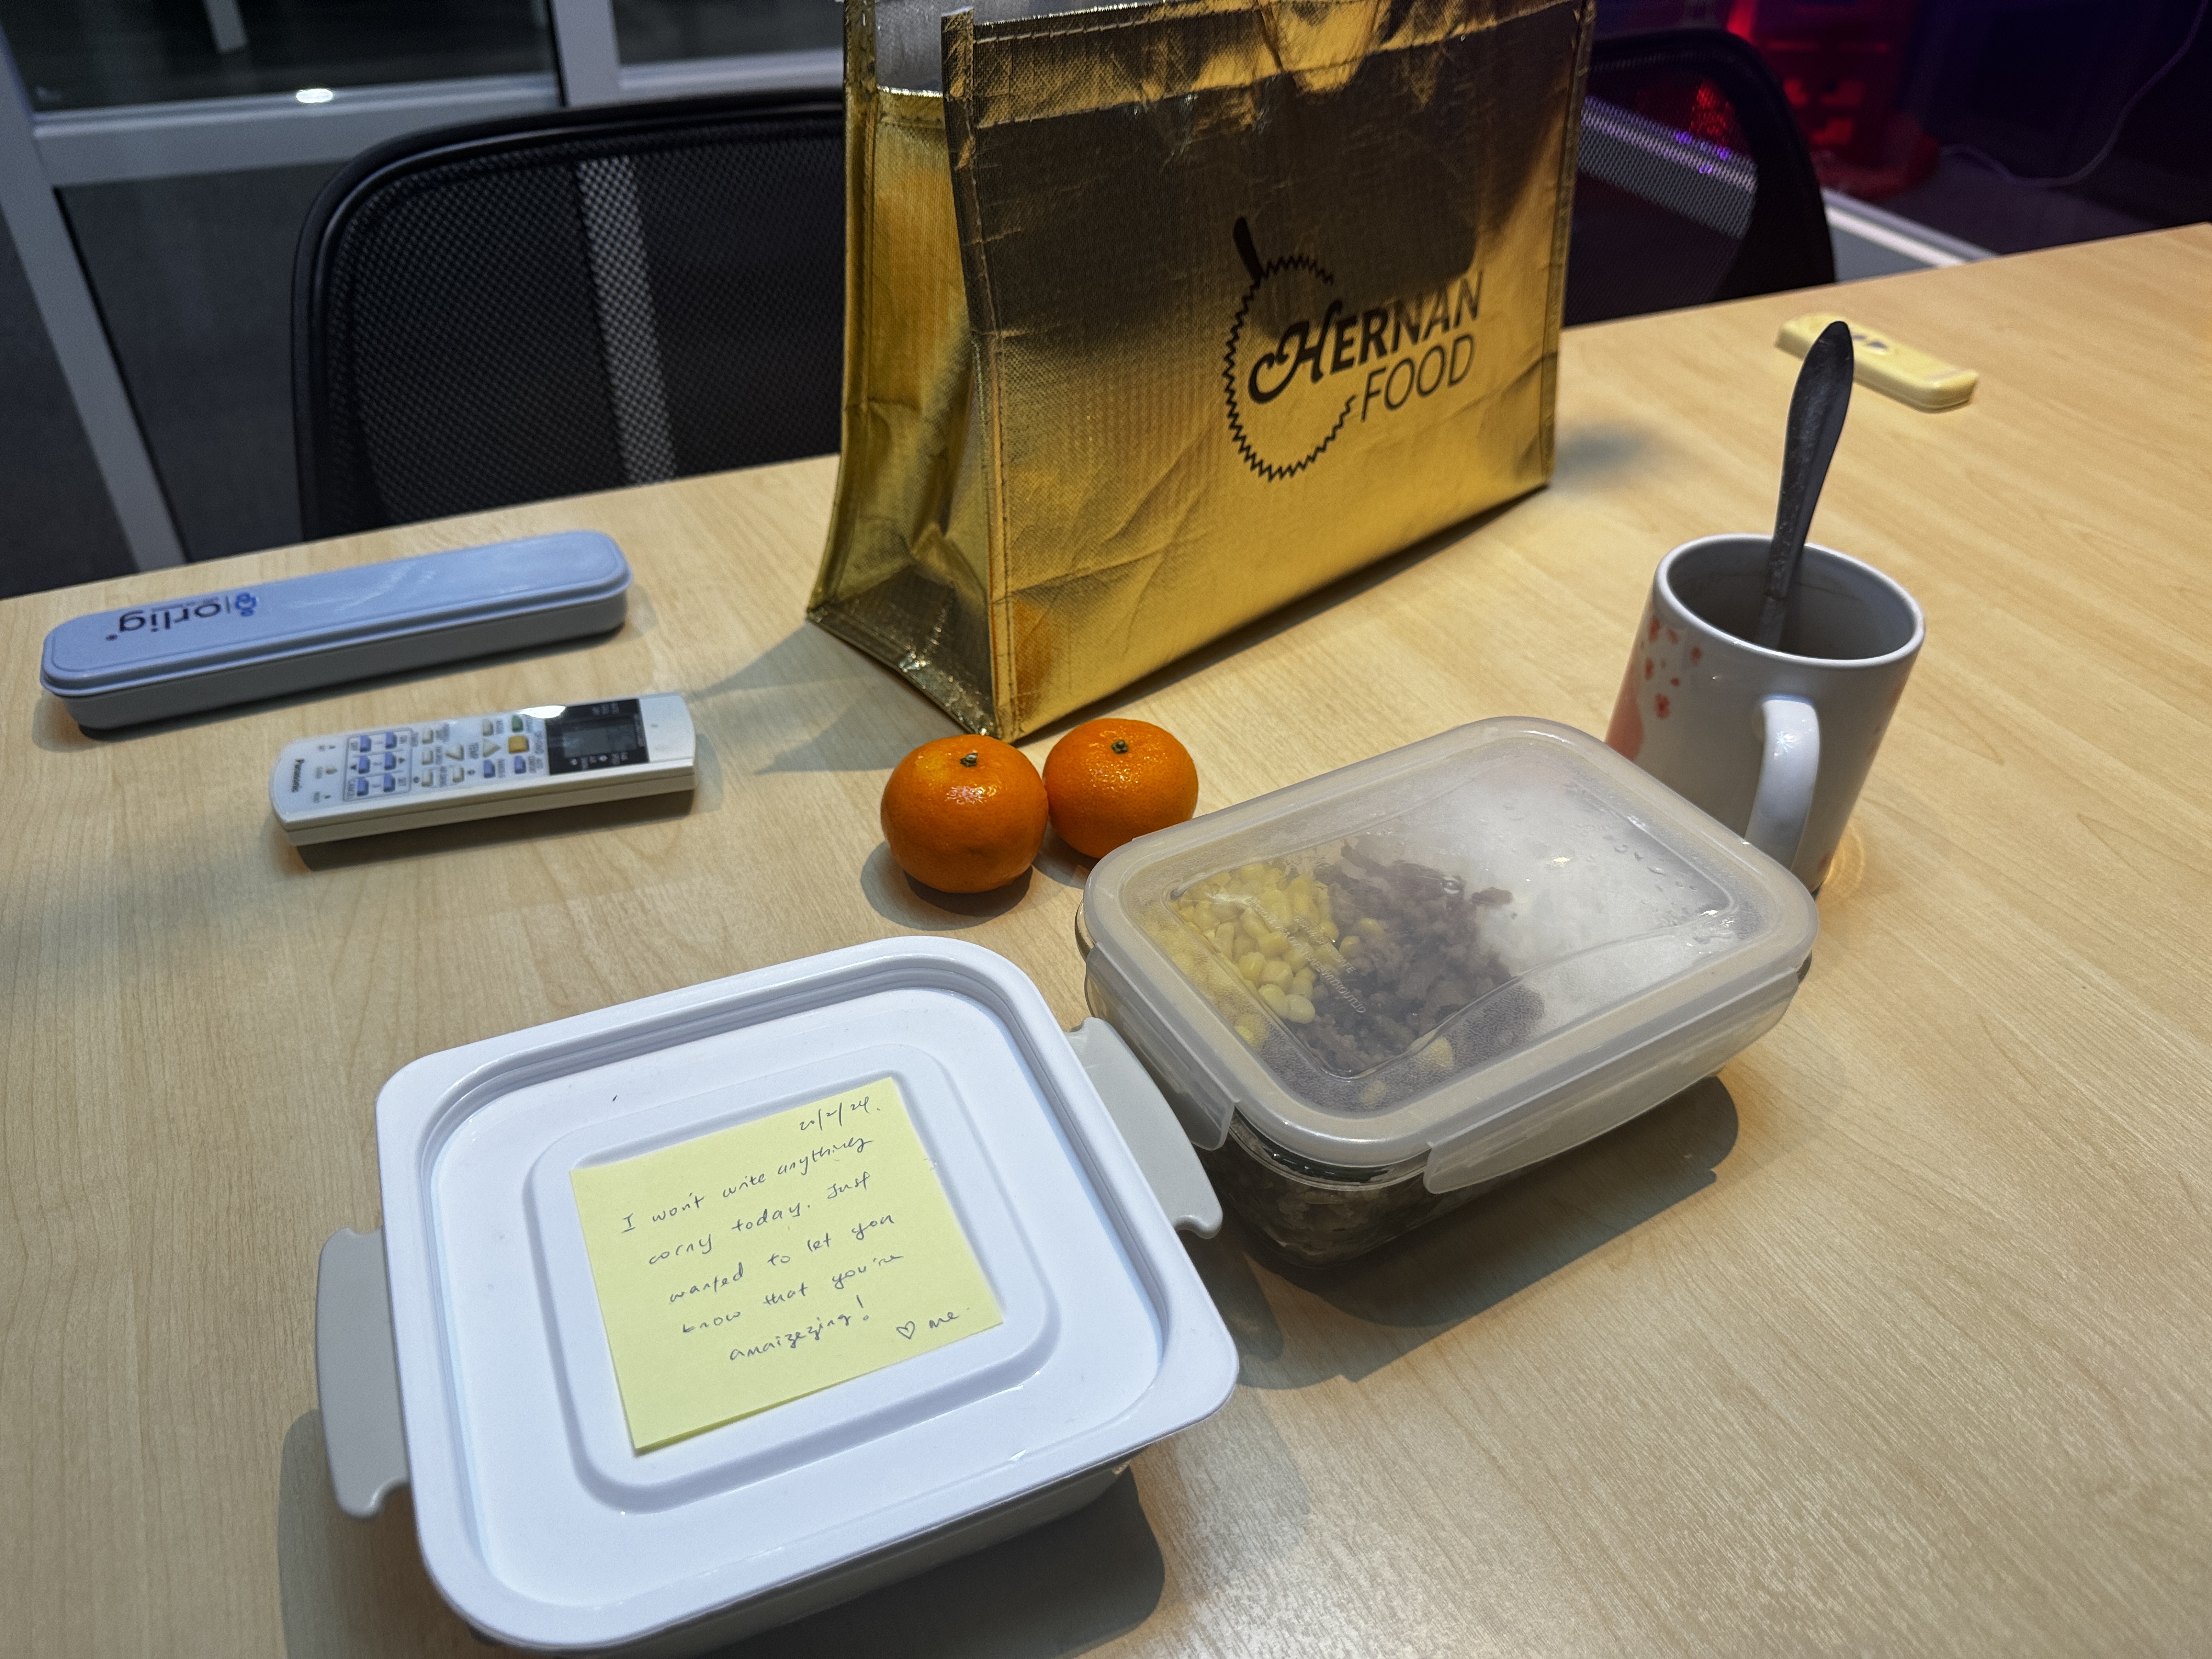 HERNAN
FOOD
orlig
Panasonic
20/2/24.
I won't write anything
corny today. Just
wanted to let you
know that you're
amaizezing!
♡ me